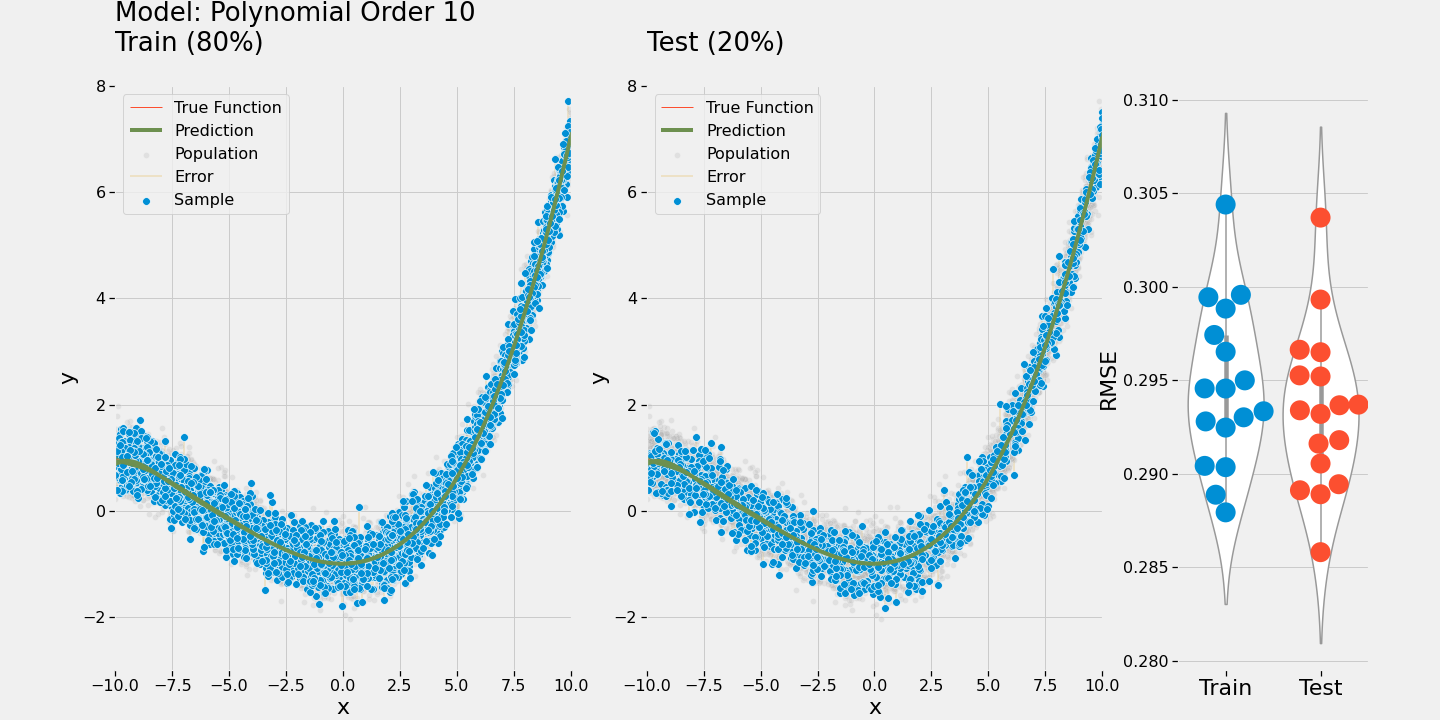 Model: Polynomial Order 10
Train (80%)
Test (20%)
8
6
4
2
0
−2
y
True Function
Prediction
Population
Error
Sample
−10.0 −7.5 −5.0 −2.5 0.0 2.5 5.0 7.5 10.0
x
8
6
4
2
0
−2
y
True Function
Prediction
Population
Error
Sample
−10.0 −7.5 −5.0 −2.5 0.0 2.5 5.0 7.5 10.0
x
0.310
0.305
0.300
0.295
0.290
0.285
0.280
RMSE
Train Test